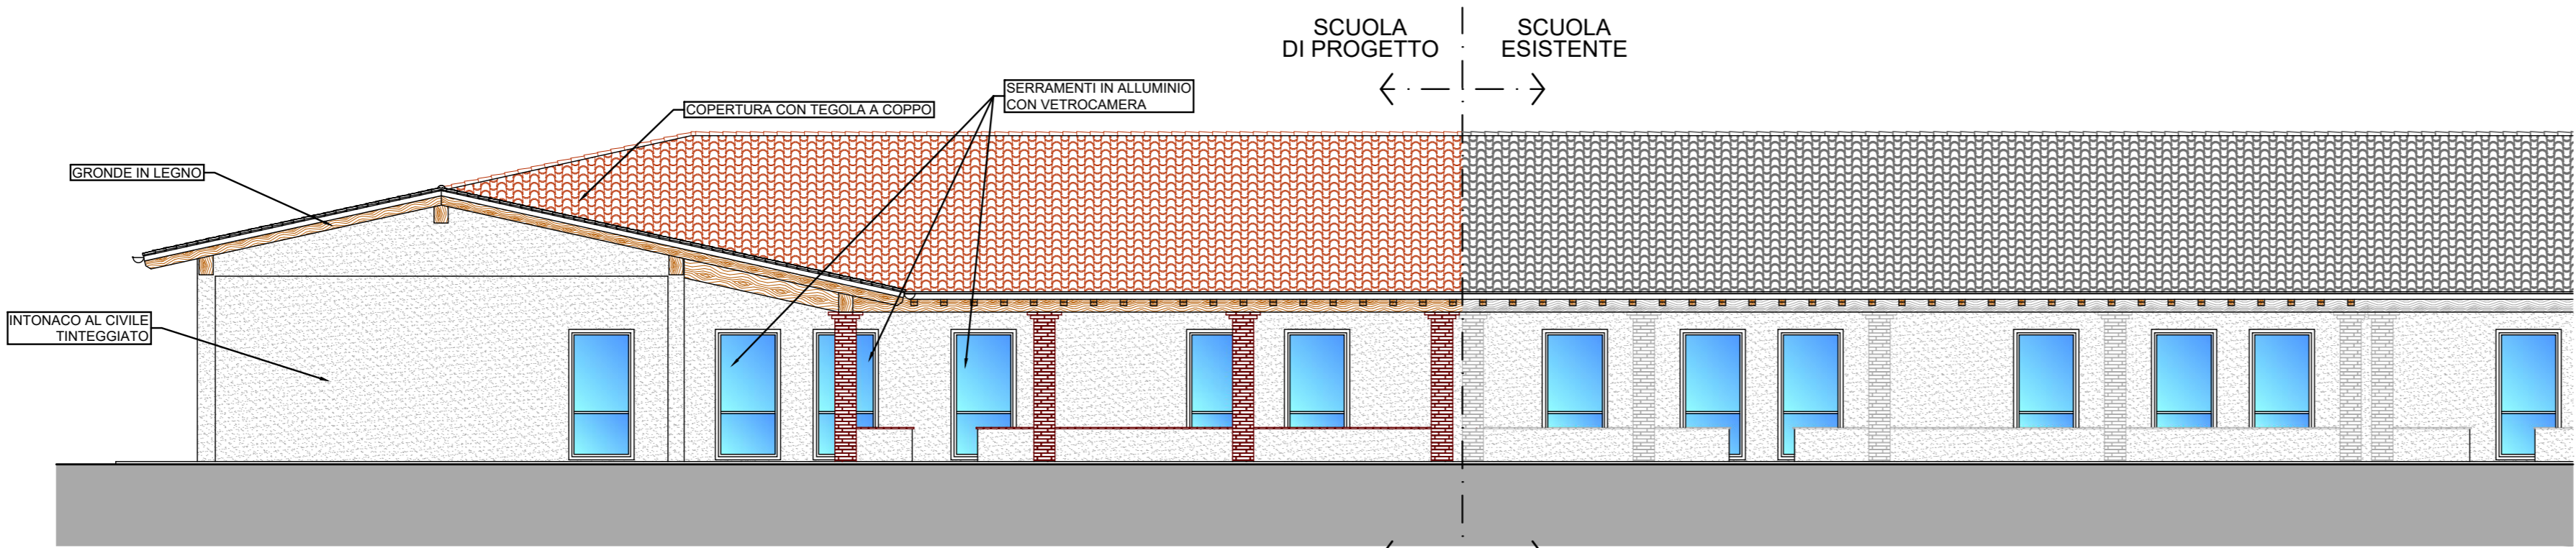 SCUOLA
DI PROGETTO
SCUOLA
ESISTENTE
SERRAMENTI IN ALLUMINIO
CON VETROCAMERA
COPERTURA CON TEGOLA A COPPO
GRONDE IN LEGNO
INTONACO AL CIVILE
TINTEGGIATO